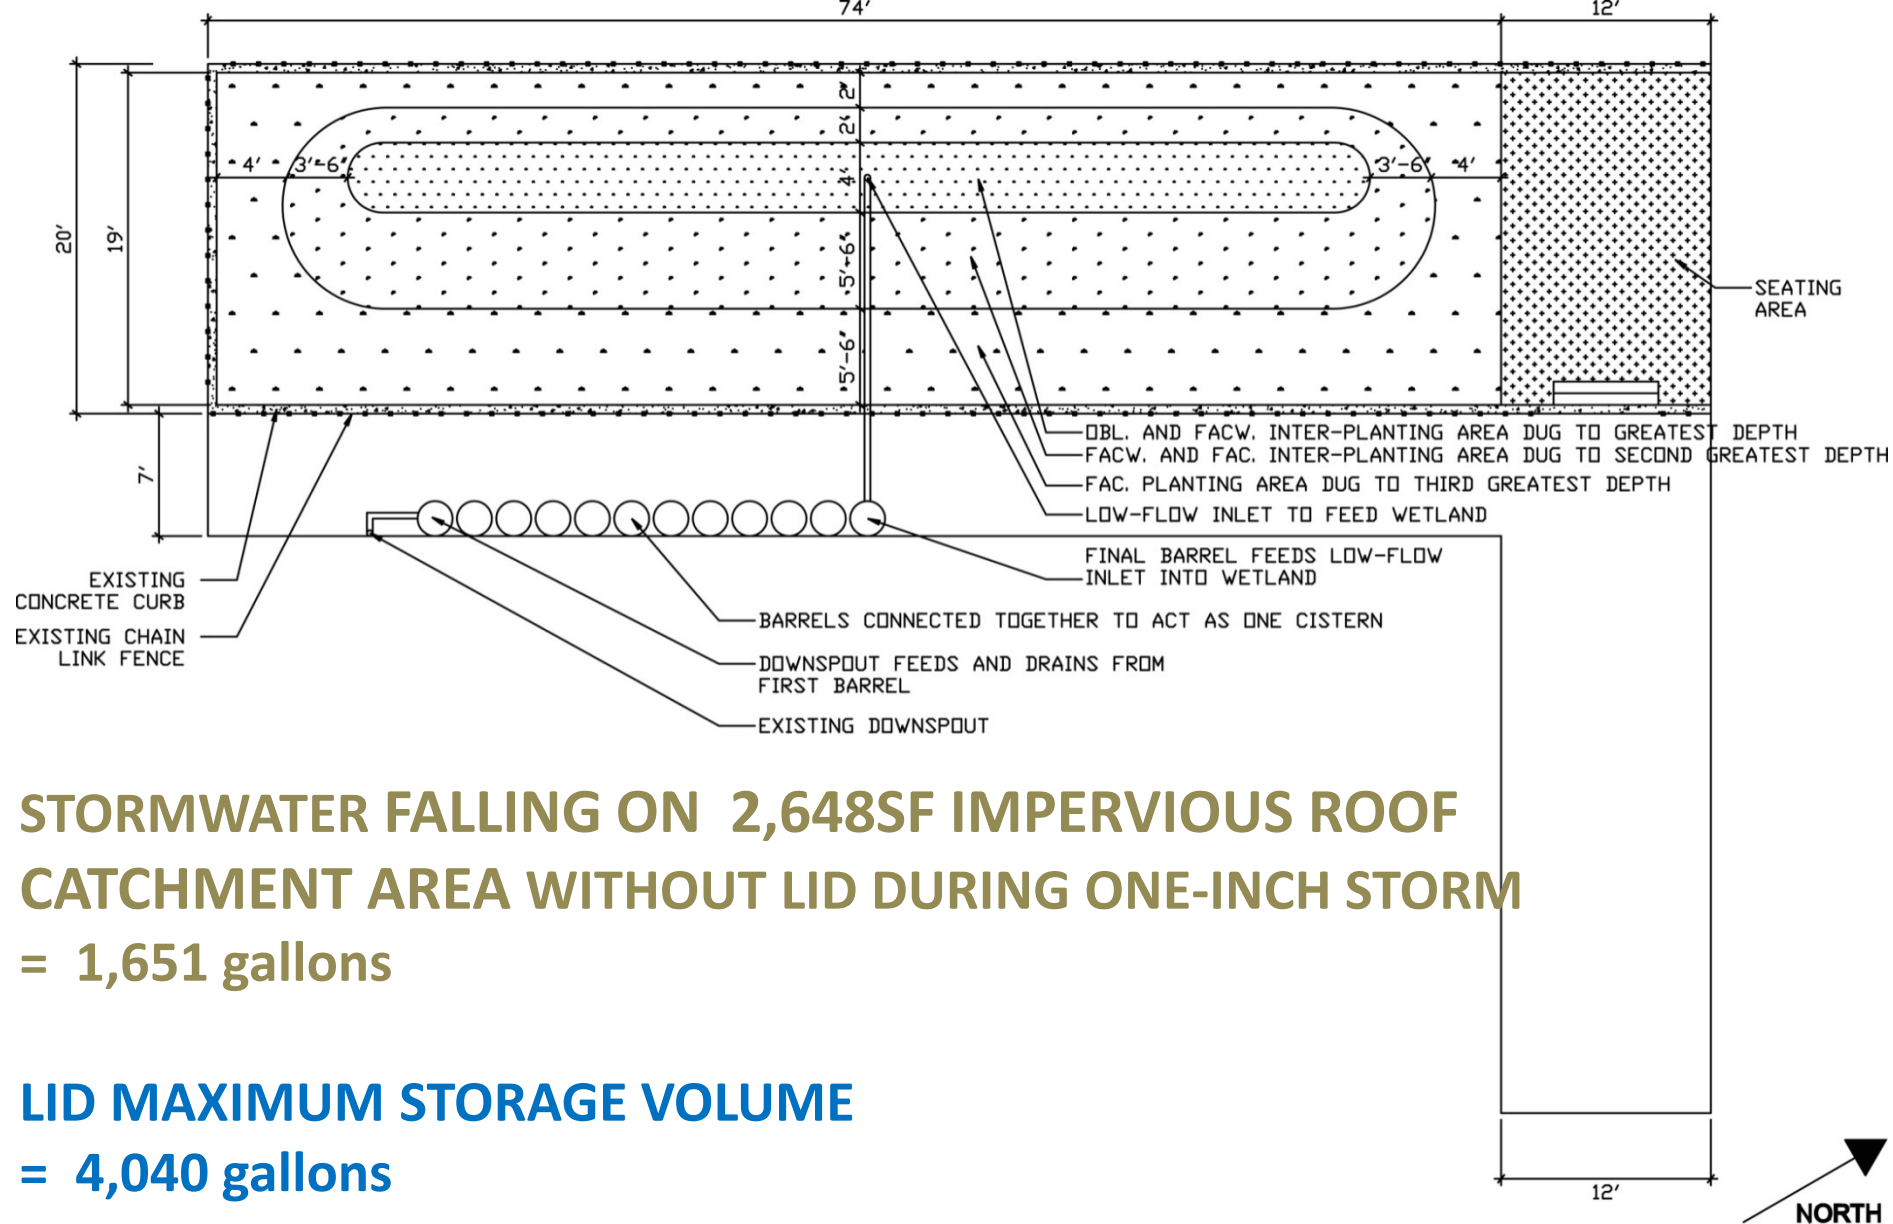 74′
12′
2′
2′
4′
3′-6″
4′
3′-6″
4′
20′
19′
5′-6″
5′-6″
SEATING
AREA
7′
OBL. AND FACW. INTER-PLANTING AREA DUG TO GREATEST DEPTH
FACW. AND FAC. INTER-PLANTING AREA DUG TO SECOND GREATEST DEPTH
FAC. PLANTING AREA DUG TO THIRD GREATEST DEPTH
LOW-FLOW INLET TO FEED WETLAND
FINAL BARREL FEEDS LOW-FLOW
INLET INTO WETLAND
EXISTING
CONCRETE CURB
EXISTING CHAIN
LINK FENCE
BARRELS CONNECTED TOGETHER TO ACT AS ONE CISTERN
DOWNSPOUT FEEDS AND DRAINS FROM
FIRST BARREL
EXISTING DOWNSPOUT
STORMWATER FALLING ON 2,648SF IMPERVIOUS ROOF
CATCHMENT AREA WITHOUT LID DURING ONE-INCH STORM
= 1,651 gallons
LID MAXIMUM STORAGE VOLUME
= 4,040 gallons
12′
NORTH